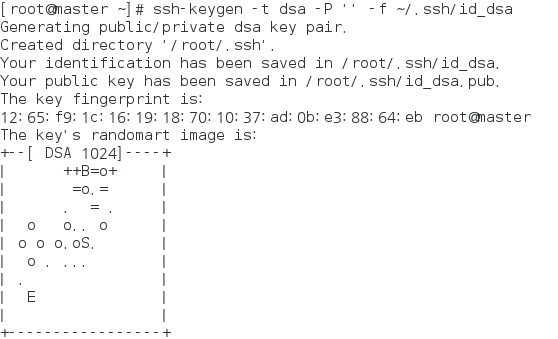 [root@master ~]# ssh-keygen -t dsa -P '' -f ~/.ssh/id_dsa
Generating public/private dsa key pair.
Created directory '/root/.ssh'.
Your identification has been saved in /root/.ssh/id_dsa.
Your public key has been saved in /root/.ssh/id_dsa.pub.
The key fingerprint is:
12:65:f9:1c:16:19:18:70:10:37:ad:0b:e3:88:64:eb root@master
The key's randomart image is:
+--[ DSA 1024]----+
|      ++B=o+     |
|       =o.=      |
|      .  = .     |
|  o   o.. o      |
| o o o.oS.       |
|  o . ...        |
| .               |
|  E              |
|                 |
+-----------------+